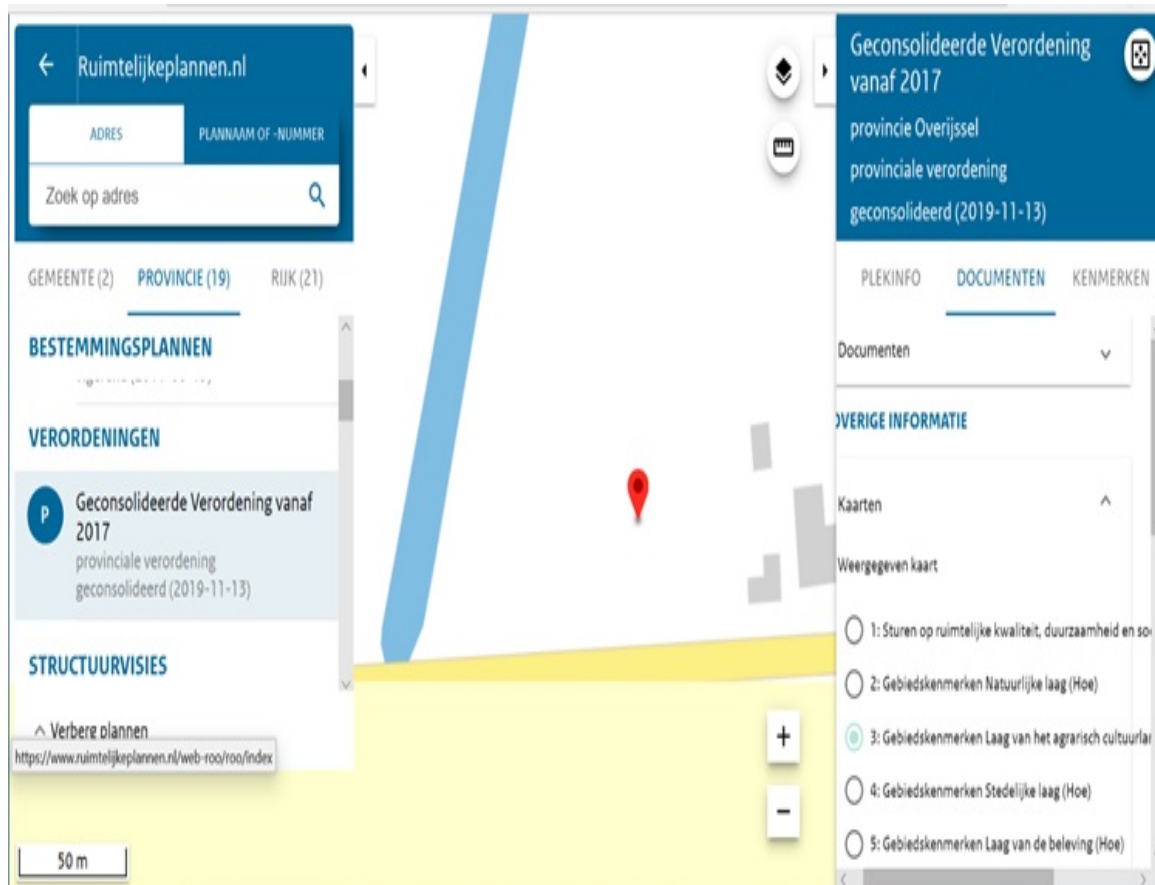 Ruimtelijkeplannen.nl
ADRES
PLANNAAM OF -NUMMER
Zoek op adres
GEMEENTE (2)
PROVINCIE (19)
RIJK (21)
BESTEMMINGSPLANNEN
VERORDENINGEN
P
Geconsolideerde Verordening vanaf
2017
provinciale verordening
geconsolideerd (2019-11-13)
STRUCTUURVISIES
Verberg plannen
https://www.ruimtelijkeplannen.nl/web-roo/roo/index
50 m
+
−
Geconsolideerde Verordening
vanaf 2017
provincie Overijssel
provinciale verordening
geconsolideerd (2019-11-13)
PLEKINFO
DOCUMENTEN
KENMERKEN
Documenten
OVERIGE INFORMATIE
Kaarten
Weergegeven kaart
1: Sturen op ruimtelijke kwaliteit, duurzaamheid en so
2: Gebiedskenmerken Natuurlijke laag (Hoe)
3: Gebiedskenmerken Laag van het agrarisch cultuurla
4: Gebiedskenmerken Stedelijke laag (Hoe)
5: Gebiedskenmerken Laag van de beleving (Hoe)